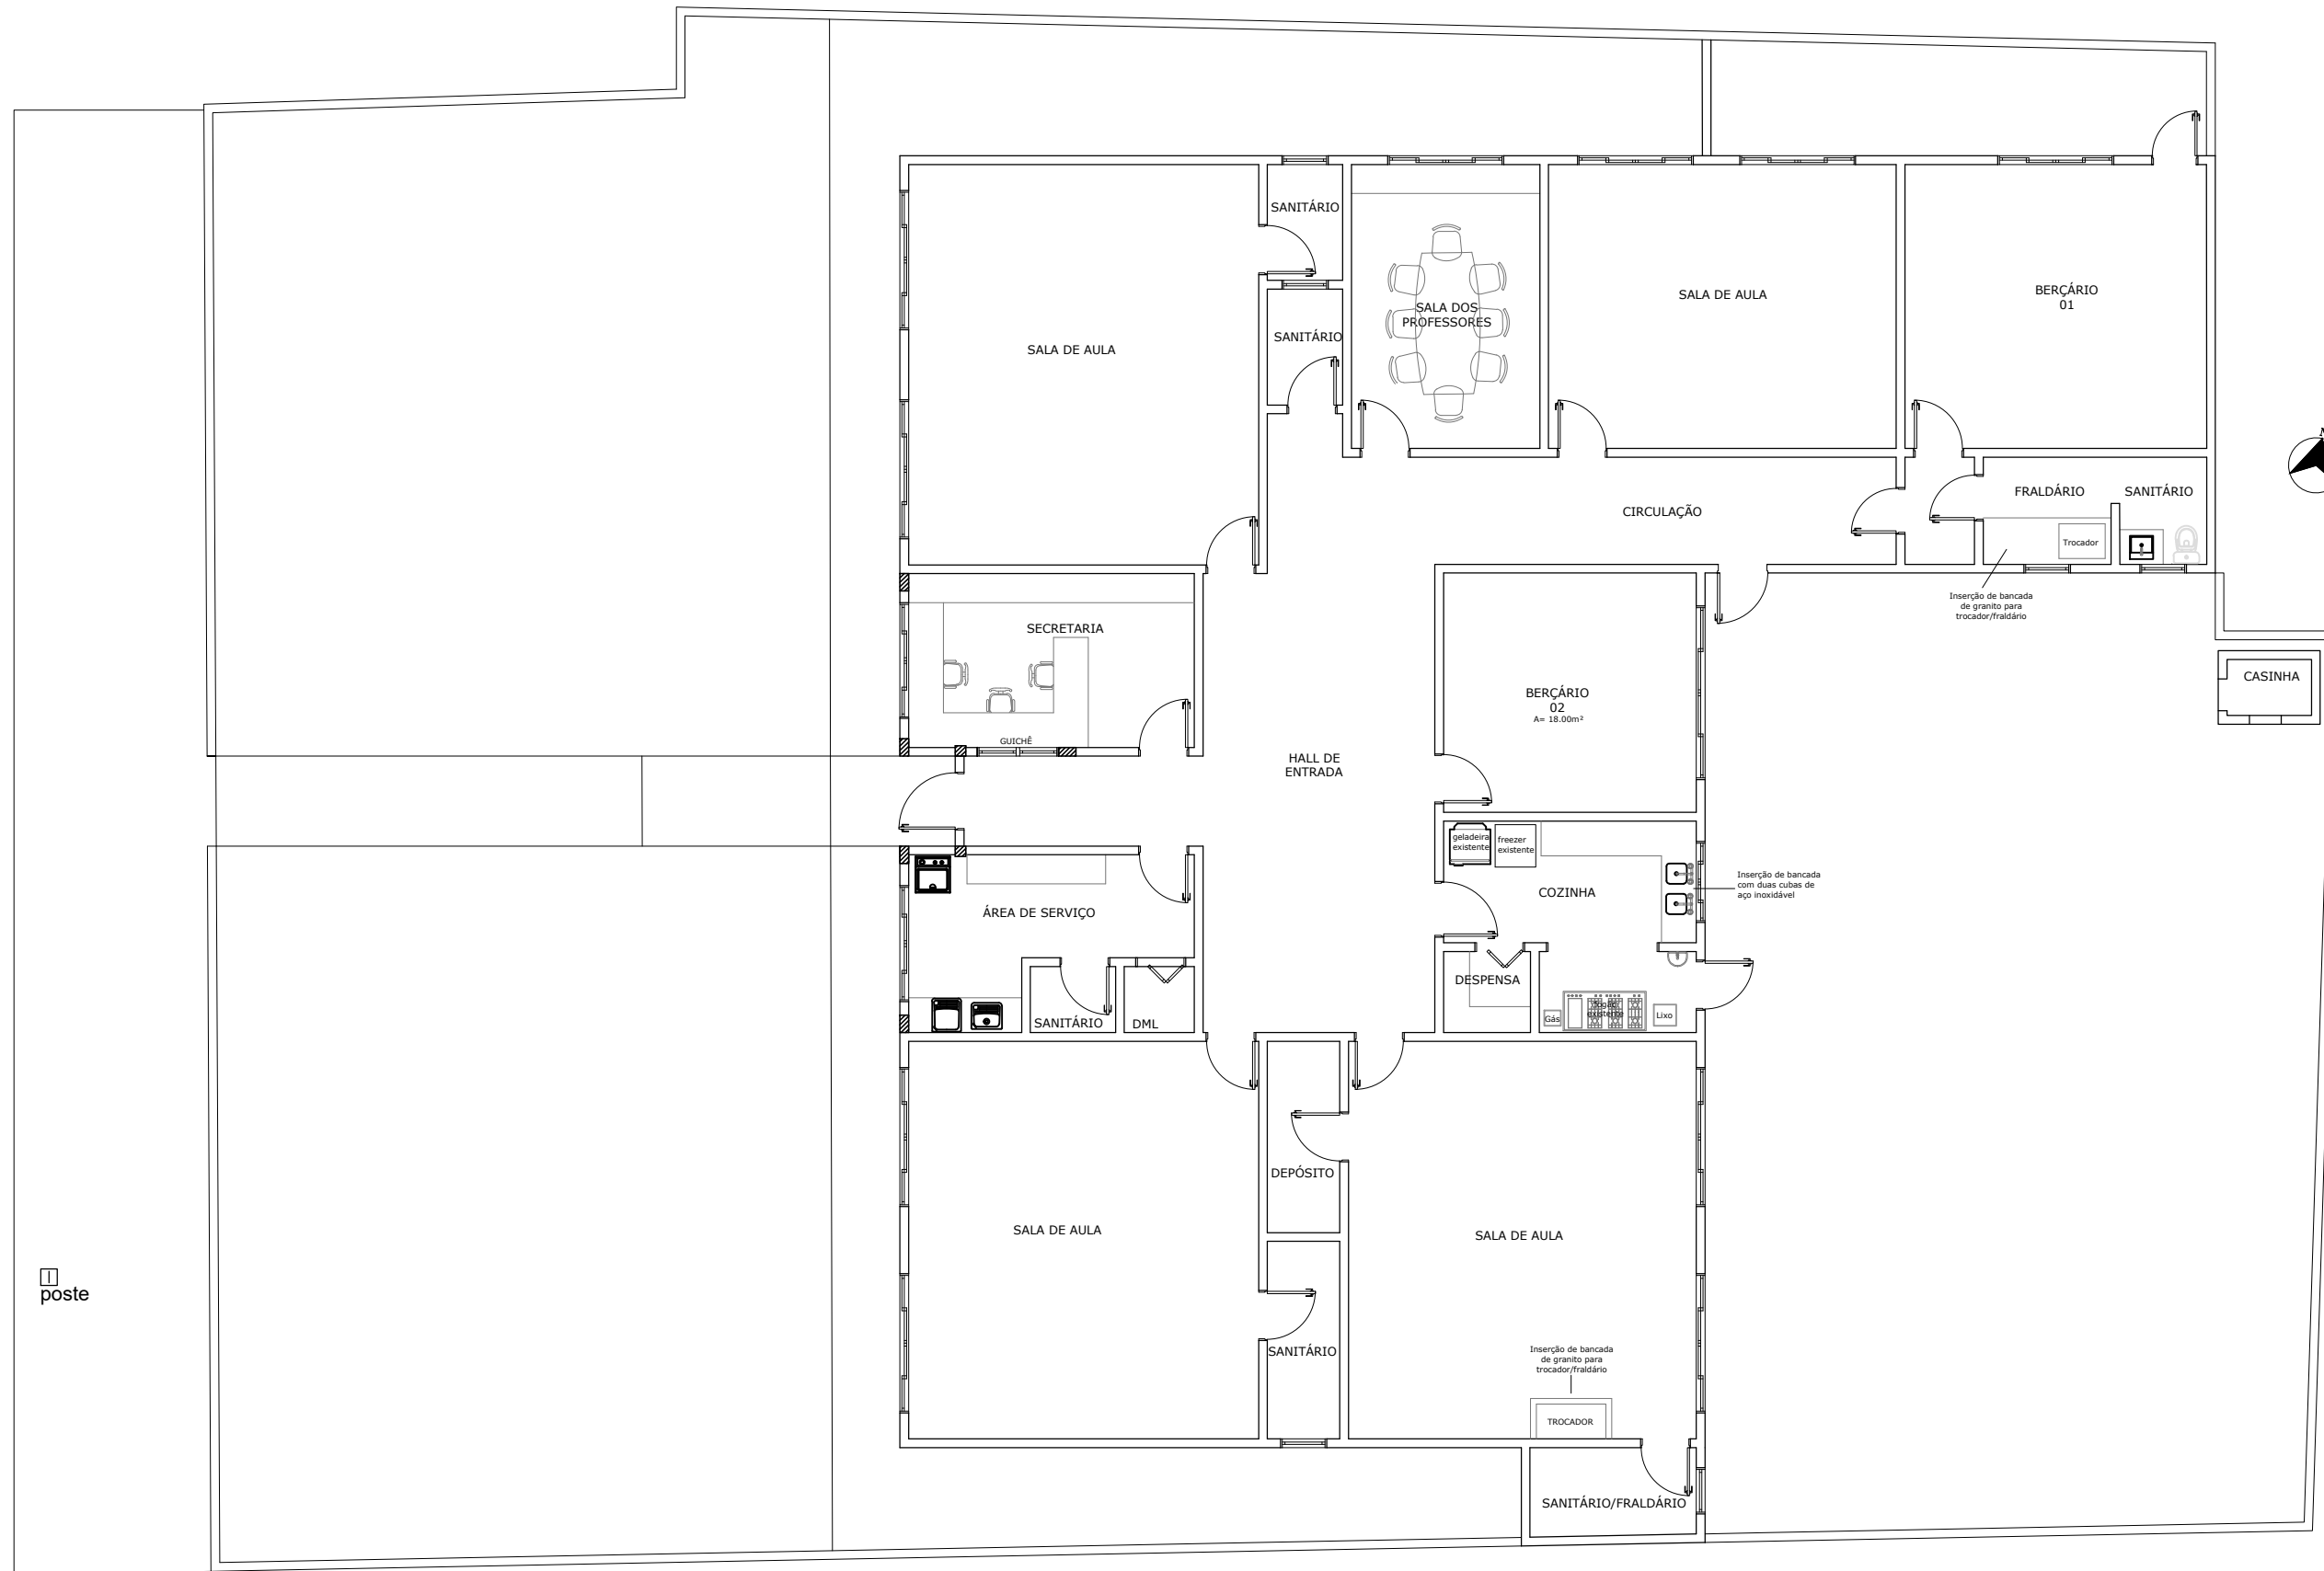 SANITÁRIO
SALA DE AULA
SANITÁRIO
SALA DOS
PROFESSORES
SALA DE AULA
BERÇÁRIO
01
FRALDÁRIO
SANITÁRIO
Trocador
CIRCULAÇÃO
Inserção de bancada
de granito para
trocador/fraldário
SECRETARIA
GUICHÊ
BERÇÁRIO
02
A= 18.00m²
CASINHA
HALL DE
ENTRADA
geladeira
existente
freezer
existente
COZINHA
Inserção de bancada
com duas cubas de
aço inoxidável
ÁREA DE SERVIÇO
SANITÁRIO
DML
DESPENSA
Gás
fogão
existente
Lixo
DEPÓSITO
SALA DE AULA
SALA DE AULA
SANITÁRIO
Inserção de bancada
de granito para
trocador/fraldário
TROCADOR
SANITÁRIO/FRALDÁRIO
poste